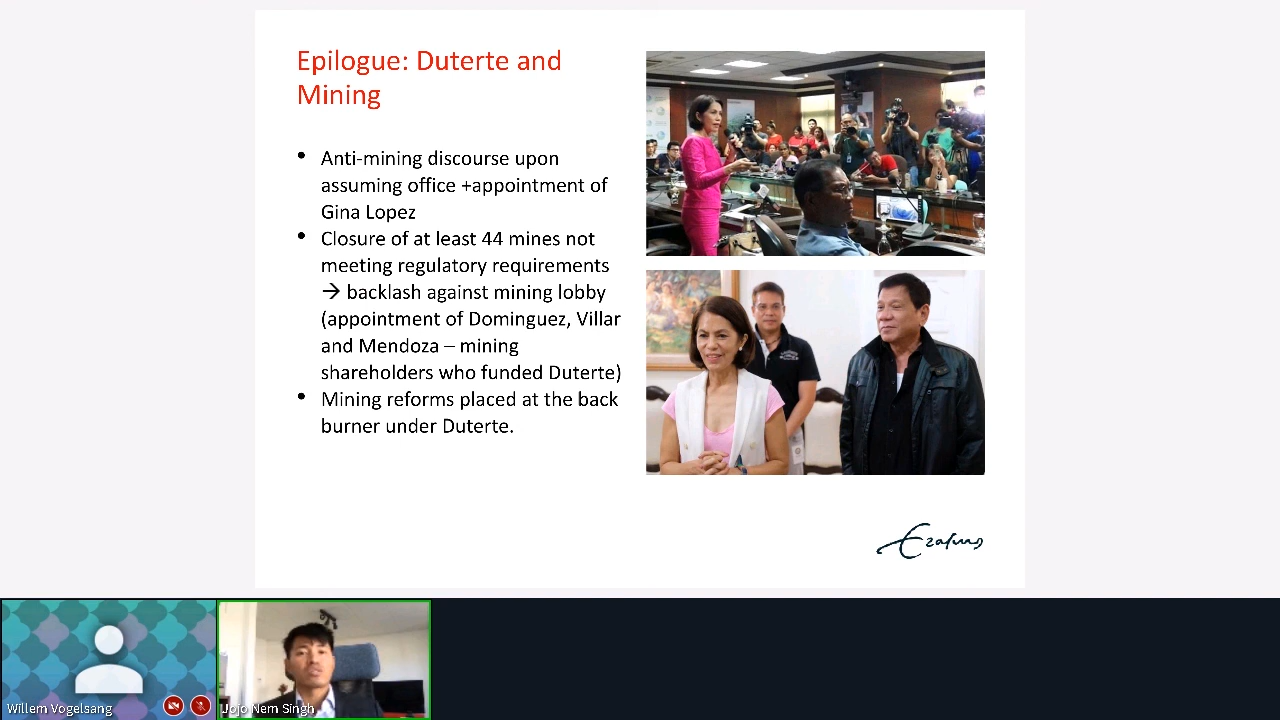 Epilogue: Duterte and
Mining
• Anti-mining discourse upon
assuming office +appointment of
Gina Lopez
• Closure of at least 44 mines not
meeting regulatory requirements
→ backlash against mining lobby
(appointment of Dominguez, Villar
and Mendoza – mining
shareholders who funded Duterte)
• Mining reforms placed at the back
burner under Duterte.
Erasmus
Willem Vogelsang
Jojo Nem Singh